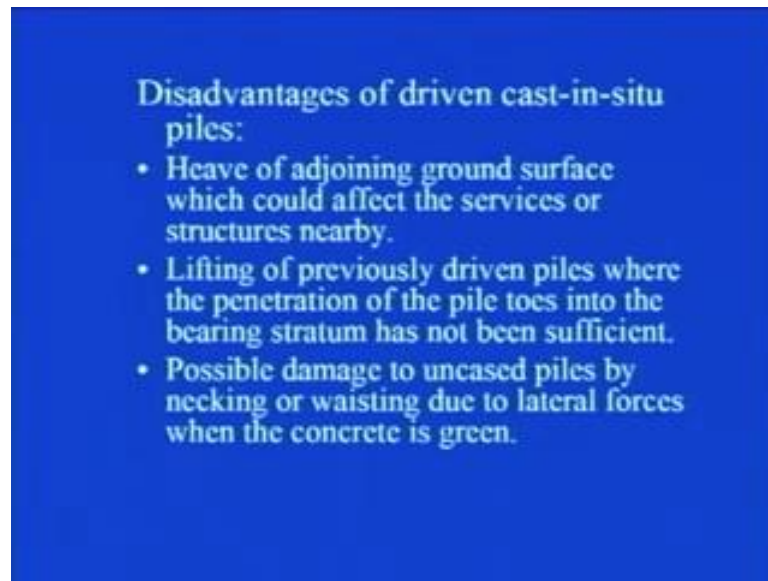 Disadvantages of driven cast-in-situ
piles:
• Heave of adjoining ground surface
which could affect the services or
structures nearby.
• Lifting of previously driven piles where
the penetration of the pile toes into the
bearing stratum has not been sufficient.
• Possible damage to uncased piles by
necking or waisting due to lateral forces
when the concrete is green.